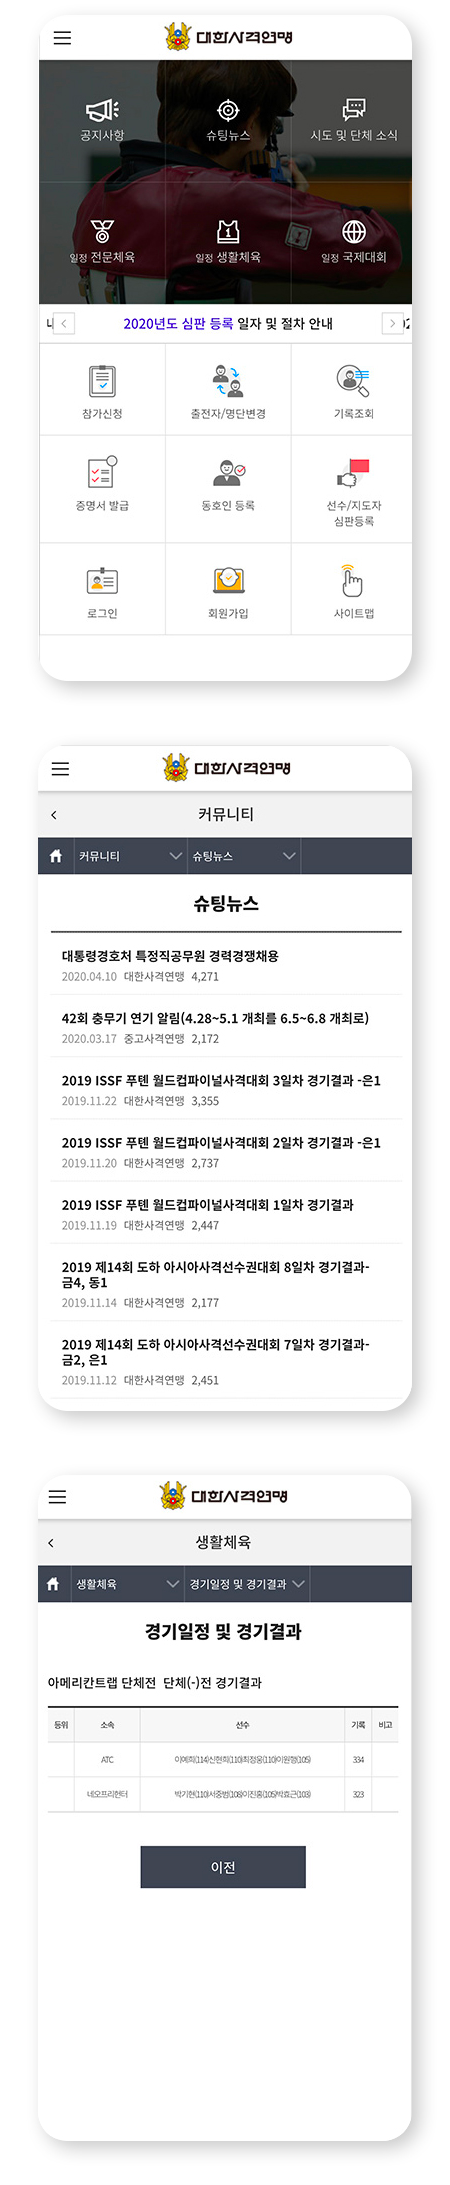 대한사격연맹
공지사항
슈팅뉴스
시도 및 단체 소식
일정 전문체육
일정 생활체육
일정 국제대회
2020년도 심판 등록 일자 및 절차 안내
참가신청
출전자/명단변경
기록조회
증명서 발급
동호인 등록
선수/지도자
심판등록
로그인
회원가입
사이트맵
대한사격연맹
커뮤니티
커뮤니티
슈팅뉴스
슈팅뉴스
대통령경호처 특정직공무원 경력경쟁채용
2020.04.10 대한사격연맹 4,271
42회 충무기 연기 알림(4.28~5.1 개최를 6.5~6.8 개최로)
2020.03.17 중고사격연맹 2,172
2019 ISSF 푸톈 월드컵파이널사격대회 3일차 경기결과 -은1
2019.11.22 대한사격연맹 3,355
2019 ISSF 푸톈 월드컵파이널사격대회 2일차 경기결과 -은1
2019.11.20 대한사격연맹 2,737
2019 ISSF 푸톈 월드컵파이널사격대회 1일차 경기결과
2019.11.19 대한사격연맹 2,447
2019 제14회 도하 아시아사격선수권대회 8일차 경기결과-
금4, 동1
2019.11.14 대한사격연맹 2,177
2019 제14회 도하 아시아사격선수권대회 7일차 경기결과-
금2, 은1
2019.11.12 대한사격연맹 2,451
대한사격연맹
생활체육
생활체육
경기일정 및 경기결과
경기일정 및 경기결과
아메리칸트랩 단체전 단체(-)전 경기결과
등위 소속 선수 기록 비고
ATC 이예희(114)신현희(110)최정웅(110)이원형(105) 334
네오프리헌터 박기현(110)서중범(108)이진홍(105)박효근(103) 323
이전